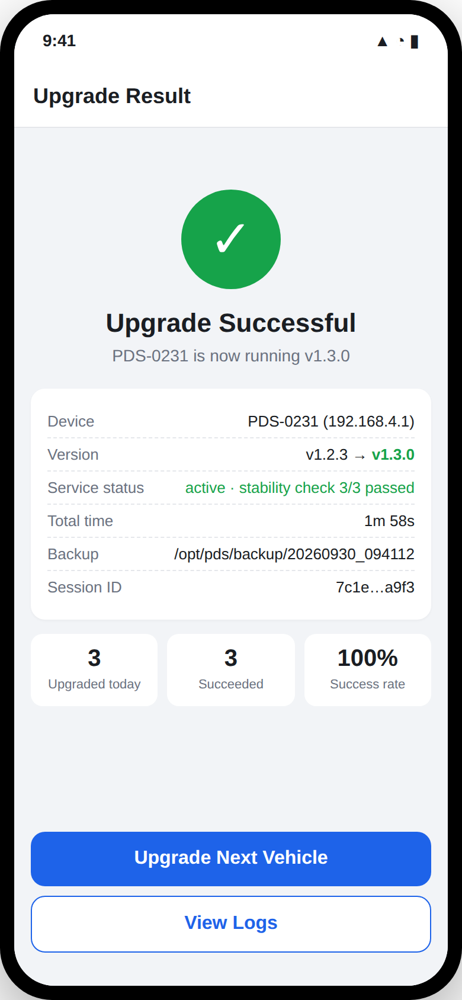 9:41
Upgrade Result
✓
Upgrade Successful
PDS-0231 is now running v1.3.0
Device PDS-0231 (192.168.4.1)
Version v1.2.3 → v1.3.0
Service status active · stability check 3/3 passed
Total time 1m 58s
Backup /opt/pds/backup/20260930_094112
Session ID 7c1e…a9f3
3 3 100%
Upgraded today Succeeded Success rate
Upgrade Next Vehicle
View Logs